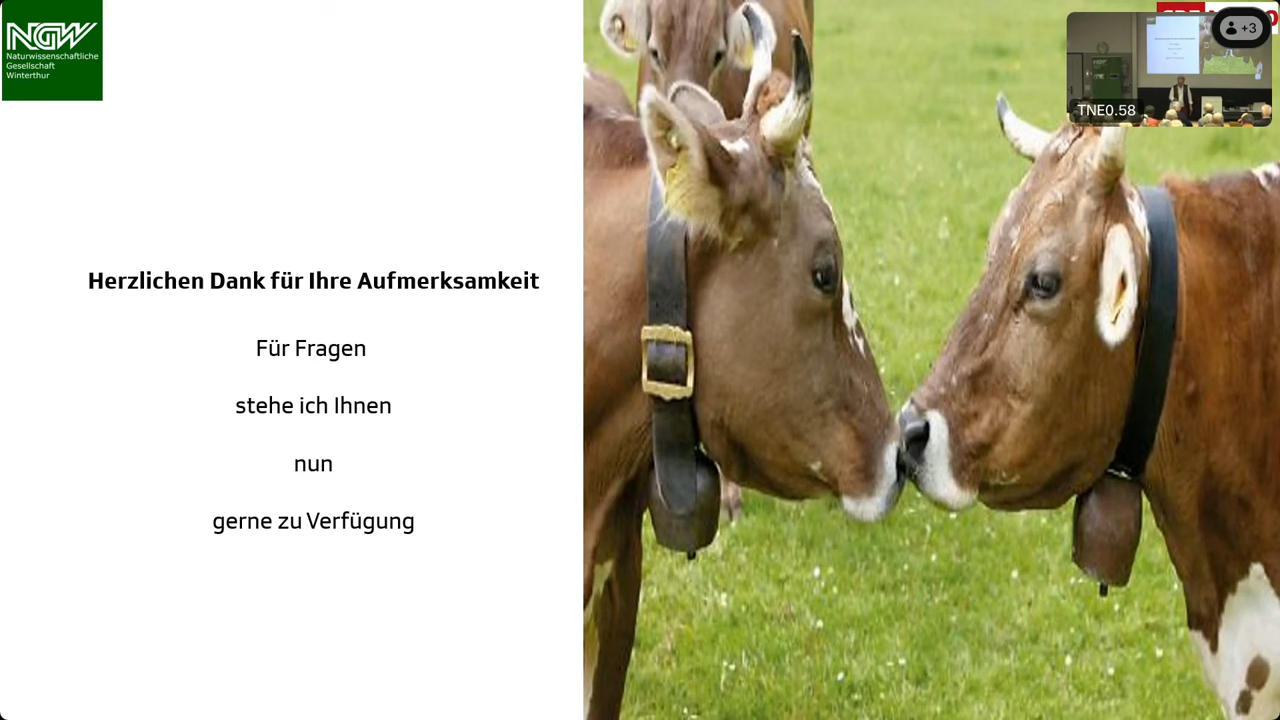 NGW
Naturwissenschaftliche
Gesellschaft
Winterthur
+3
TNE0.58
Herzlichen Dank für Ihre Aufmerksamkeit
Für Fragen
stehe ich Ihnen
nun
gerne zu Verfügung